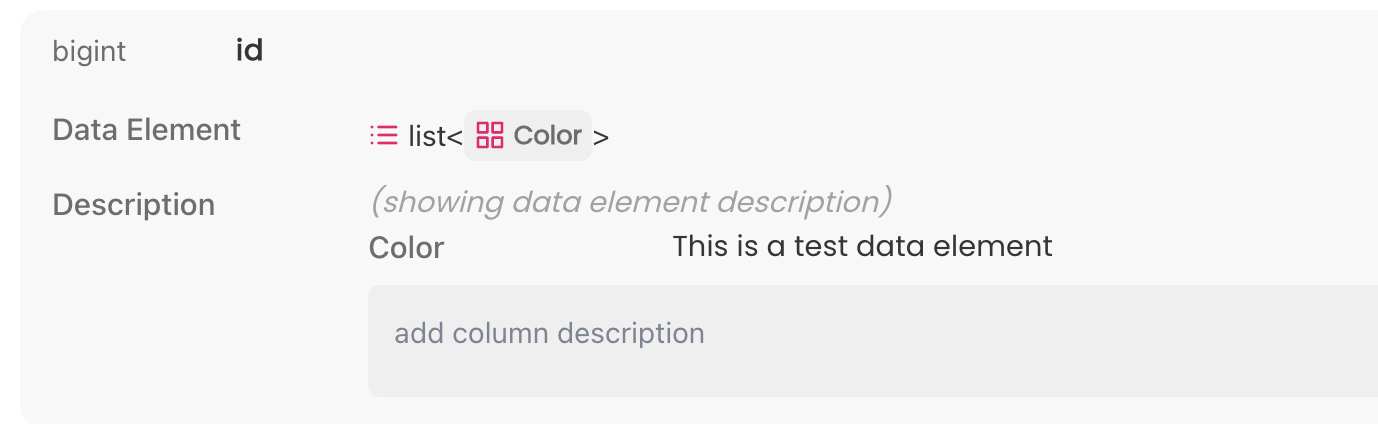 bigint id
Data Element list< Color >
Description (showing data element description)
Color This is a test data element
add column description